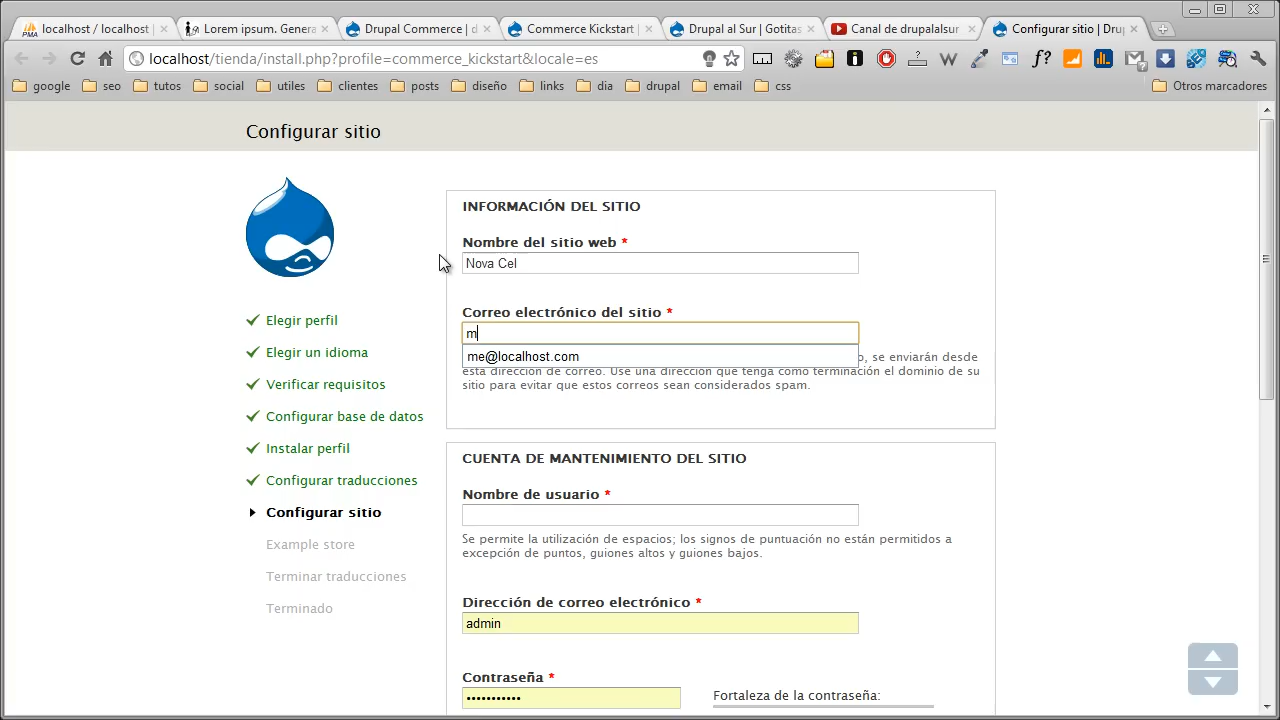 localhost / localhost |
Lorem ipsum. Genera
Drupal Commerce | d
Commerce Kickstart |
Drupal al Sur | Gotitas
Canal de drupalalsur
Configurar sitio | Dru
localhost/tienda/install.php?profile=commerce_kickstart&locale=es
google
seo
tutos
social
utiles
clientes
posts
diseño
links
dia
drupal
email
css
Otros marcadores
Configurar sitio
Elegir perfil
Elegir un idioma
Verificar requisitos
Configurar base de datos
Instalar perfil
Configurar traducciones
Configurar sitio
Example store
Terminar traducciones
Terminado
INFORMACIÓN DEL SITIO
Nombre del sitio web *
Nova Cel
Correo electrónico del sitio *
m
me@localhost.com
o, se enviarán desde
esta dirección de correo. Use una dirección que tenga como terminación el dominio de su
sitio para evitar que estos correos sean considerados spam.
CUENTA DE MANTENIMIENTO DEL SITIO
Nombre de usuario *
Se permite la utilización de espacios; los signos de puntuación no están permitidos a
excepción de puntos, guiones altos y guiones bajos.
Dirección de correo electrónico *
admin
Contraseña *
•••••••••••
Fortaleza de la contraseña: